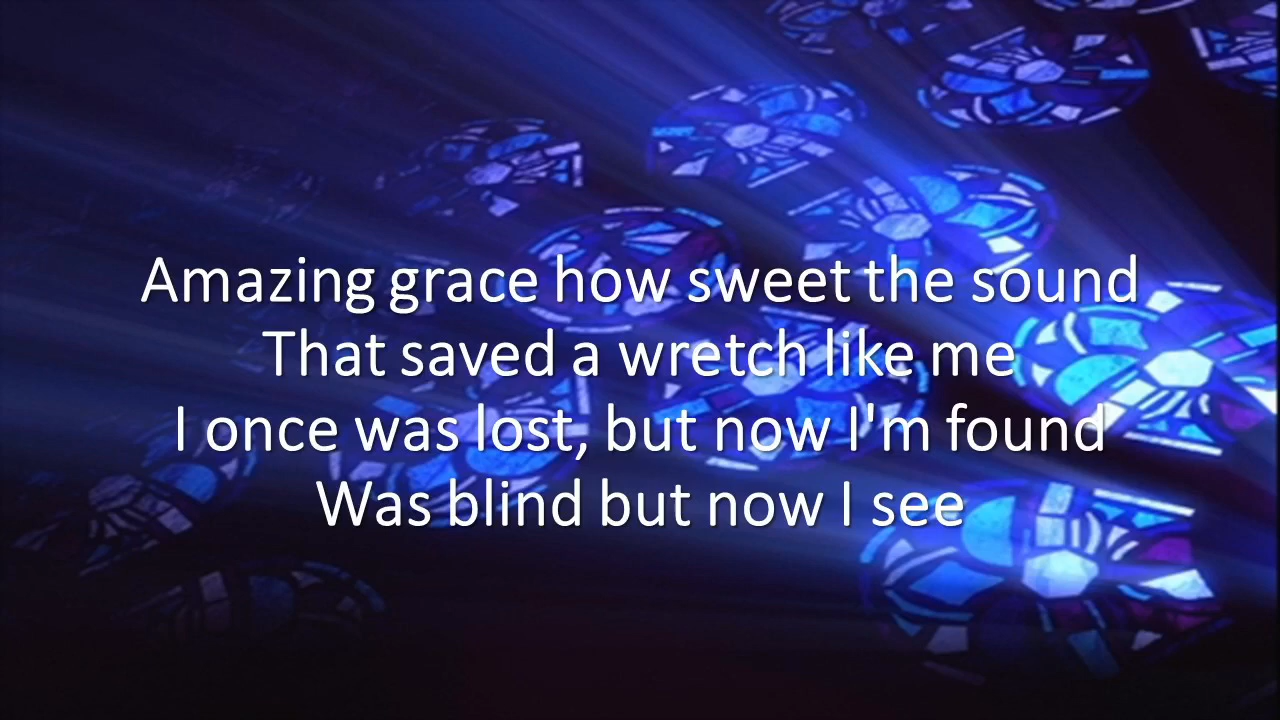 Amazing grace how sweet the sound
That saved a wretch like me
I once was lost, but now I'm found
Was blind but now I see